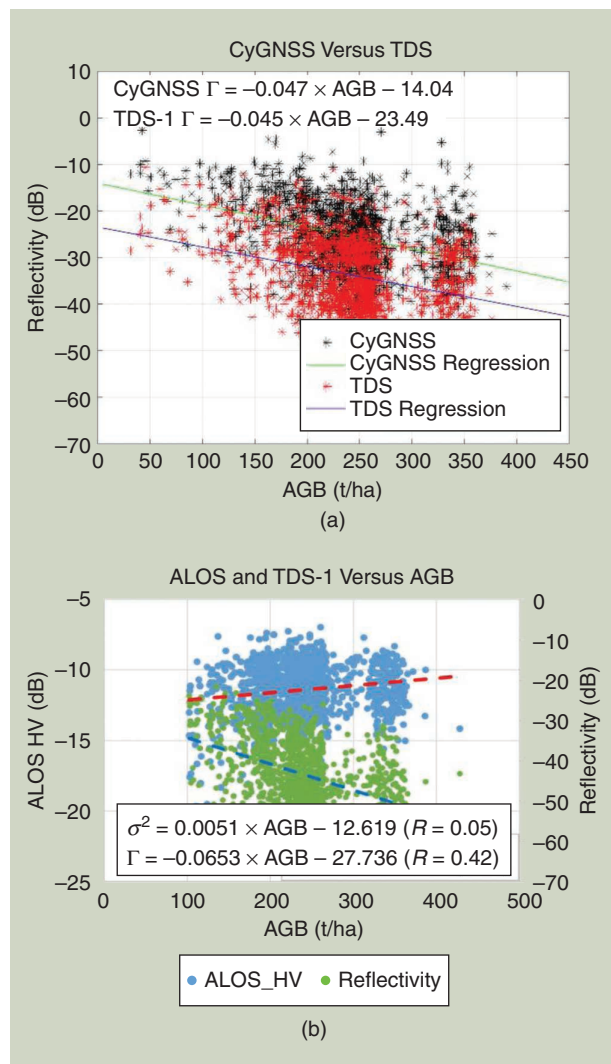 CyGNSS Versus TDS
CyGNSS Γ = –0.047 × AGB – 14.04
TDS-1 Γ = –0.045 × AGB – 23.49
10
0
–10
–20
–30
–40
–50
–60
–70
Reflectivity (dB)
CyGNSS
CyGNSS Regression
TDS
TDS Regression
0 50 100 150 200 250 300 350 400 450
AGB (t/ha)
(a)
ALOS and TDS-1 Versus AGB
–5
–10
–15
–20
–25
ALOS HV (dB)
0
–10
–20
–30
–40
–50
–60
–70
Reflectivity (dB)
σ² = 0.0051 × AGB – 12.619 (R = 0.05)
Γ = –0.0653 × AGB – 27.736 (R = 0.42)
100 200 300 400 500
AGB (t/ha)
ALOS_HV Reflectivity
(b)